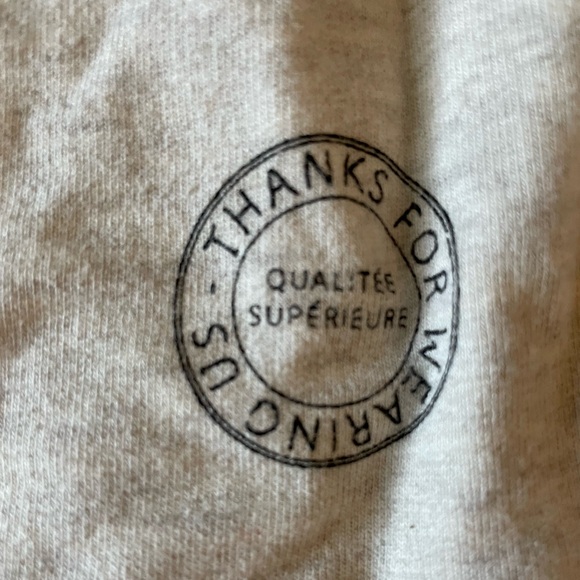 THANKS FOR WEARING US -
QUALITÉE
SUPÉRIEURE